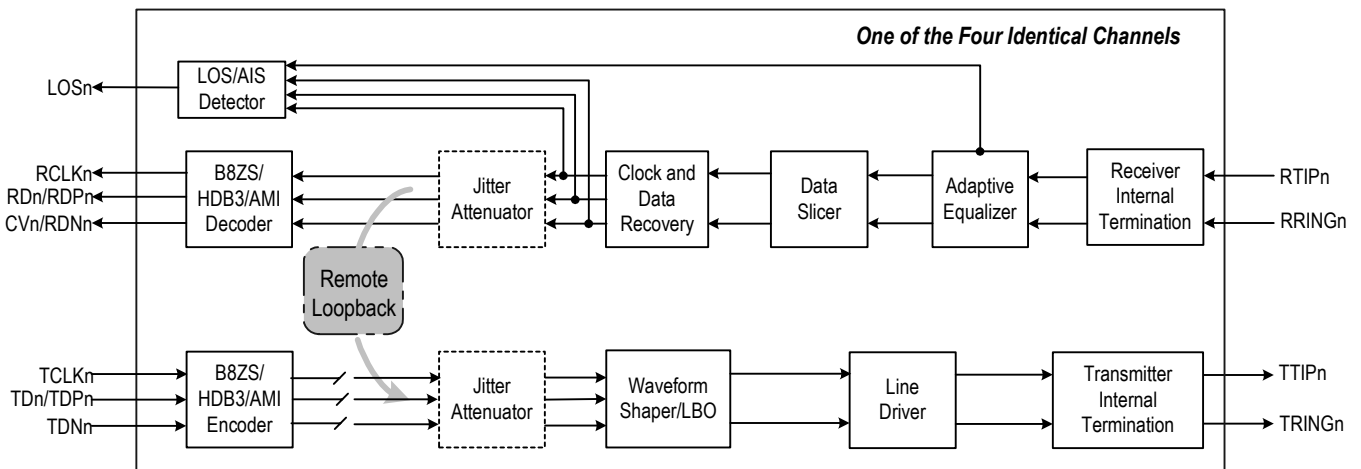 One of the Four Identical Channels
LOSn
LOS/AIS
Detector
RCLKn
RDn/RDPn
CVn/RDNn
B8ZS/
HDB3/AMI
Decoder
Jitter
Attenuator
Clock and
Data
Recovery
Data
Slicer
Adaptive
Equalizer
Receiver
Internal
Termination
RTIPn
RRINGn
Remote
Loopback
TCLKn
TDn/TDPn
TDNn
B8ZS/
HDB3/AMI
Encoder
Jitter
Attenuator
Waveform
Shaper/LBO
Line
Driver
Transmitter
Internal
Termination
TTIPn
TRINGn